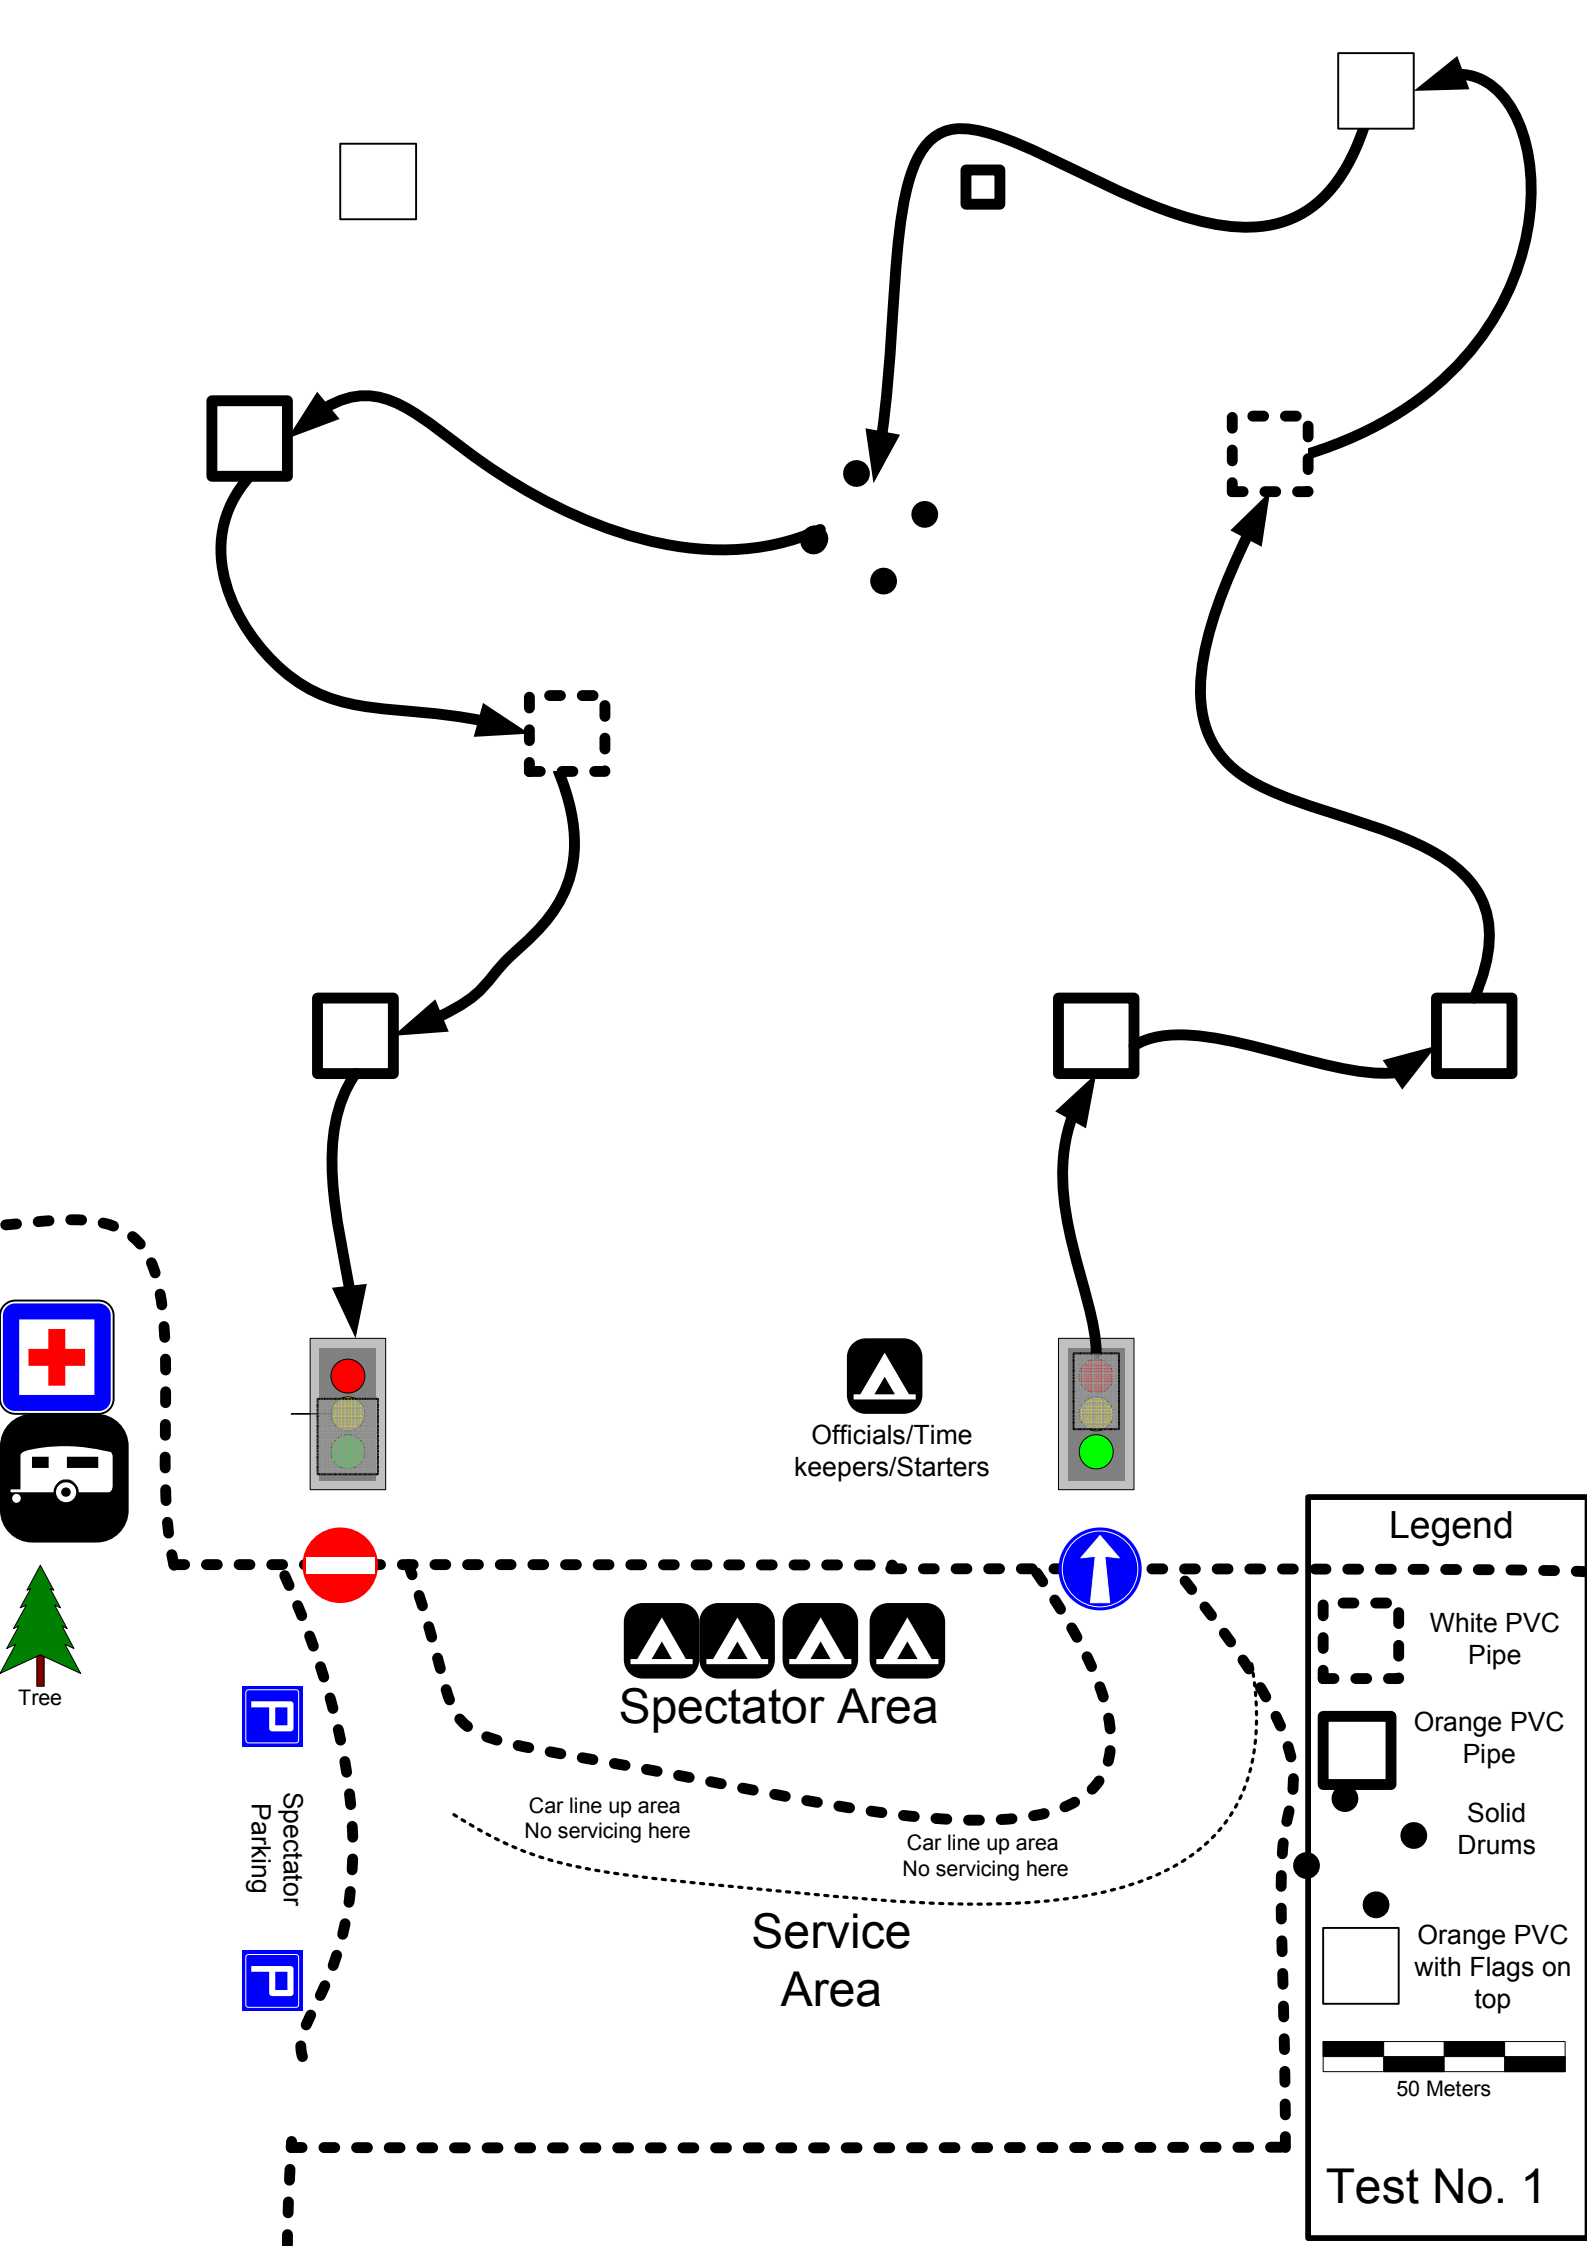 Officials/Time
keepers/Starters
Legend
White PVC
Pipe
Orange PVC
Pipe
Solid
Drums
Orange PVC
with Flags on
top
50 Meters
Test No. 1
Tree
P
Spectator
Parking
P
Spectator Area
Car line up area
No servicing here
Car line up area
No servicing here
Service
Area